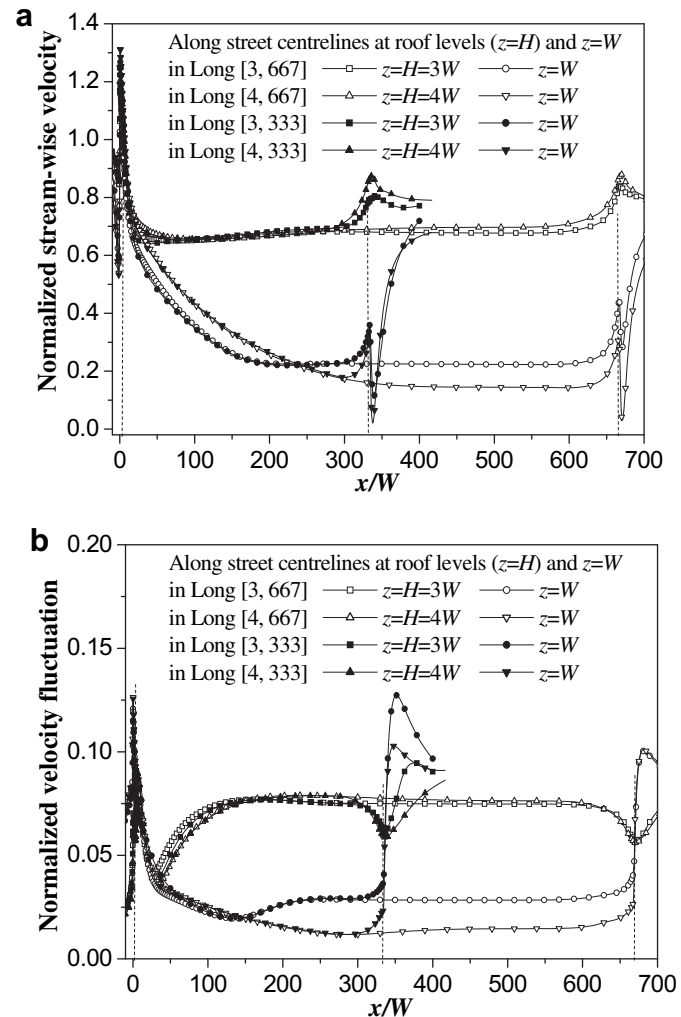 a
Normalized stream-wise velocity
1.4
1.2
1.0
0.8
0.6
0.4
0.2
0.0
Along street centrelines at roof levels (z=H) and z=W
in Long [3, 667] z=H=3W z=W
in Long [4, 667] z=H=4W z=W
in Long [3, 333] z=H=3W z=W
in Long [4, 333] z=H=4W z=W
0 100 200 300 400 500 600 700
x/W
b
Normalized velocity fluctuation
0.20
0.15
0.10
0.05
0.00
Along street centrelines at roof levels (z=H) and z=W
in Long [3, 667] z=H=3W z=W
in Long [4, 667] z=H=4W z=W
in Long [3, 333] z=H=3W z=W
in Long [4, 333] z=H=4W z=W
0 100 200 300 400 500 600 700
x/W